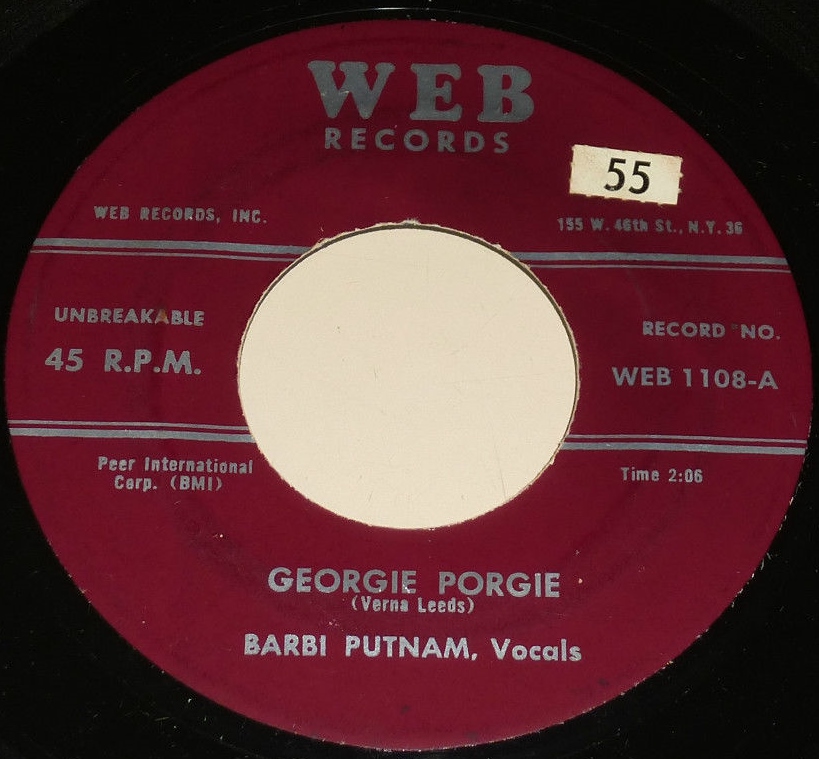 WEB
RECORDS
55
WEB RECORDS, INC.
155 W. 46th St., N.Y. 36
UNBREAKABLE
45 R.P.M.
RECORD NO.
WEB 1108-A
Peer International
Corp. (BMI)
Time 2:06
GEORGIE PORGIE
(Verna Leeds)
BARBI PUTNAM, Vocals